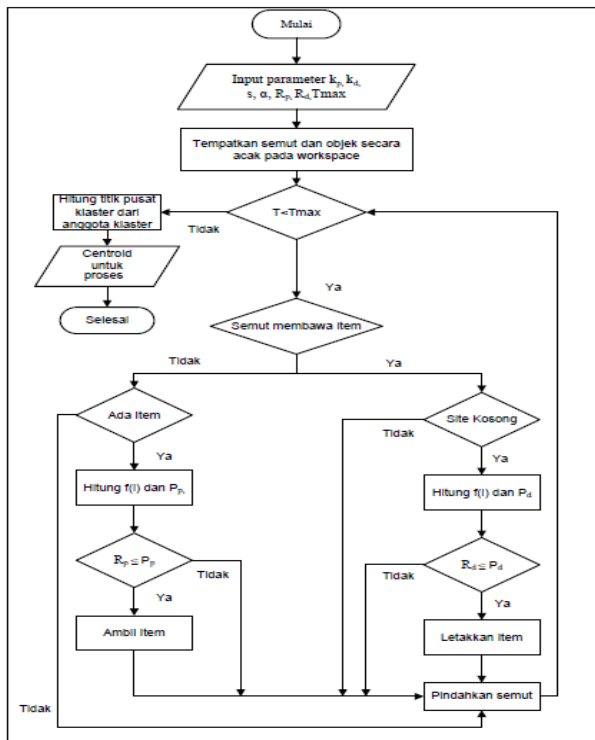 Mulai
Input parameter kp, kd,
s, α, Rp, Rd,Tmax
Tempatkan semut dan objek secara
acak pada workspace
Hitung titik pusat
klaster dari
anggota klaster
Tidak
T<Tmax
Centroid
untuk
proses
Ya
Selesai
Semut membawa Item
Tidak
Ya
Ada Item
Site Kosong
Tidak
Ya
Ya
Hitung f(i) dan Pp,
Hitung f(i) dan Pd
Rp ≤ Pp
Tidak
Rd ≤ Pd
Tidak
Ya
Ya
Ambil Item
Letakkan Item
Tidak
Pindahkan semut